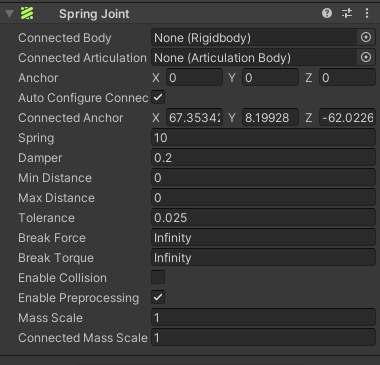 Spring Joint
Connected Body None (Rigidbody)
Connected Articulation None (Articulation Body)
Anchor X 0 Y 0 Z 0
Auto Configure Connec
Connected Anchor X 67.35342 Y 8.19928 Z -62.0226
Spring 10
Damper 0.2
Min Distance 0
Max Distance 0
Tolerance 0.025
Break Force Infinity
Break Torque Infinity
Enable Collision
Enable Preprocessing
Mass Scale 1
Connected Mass Scale 1